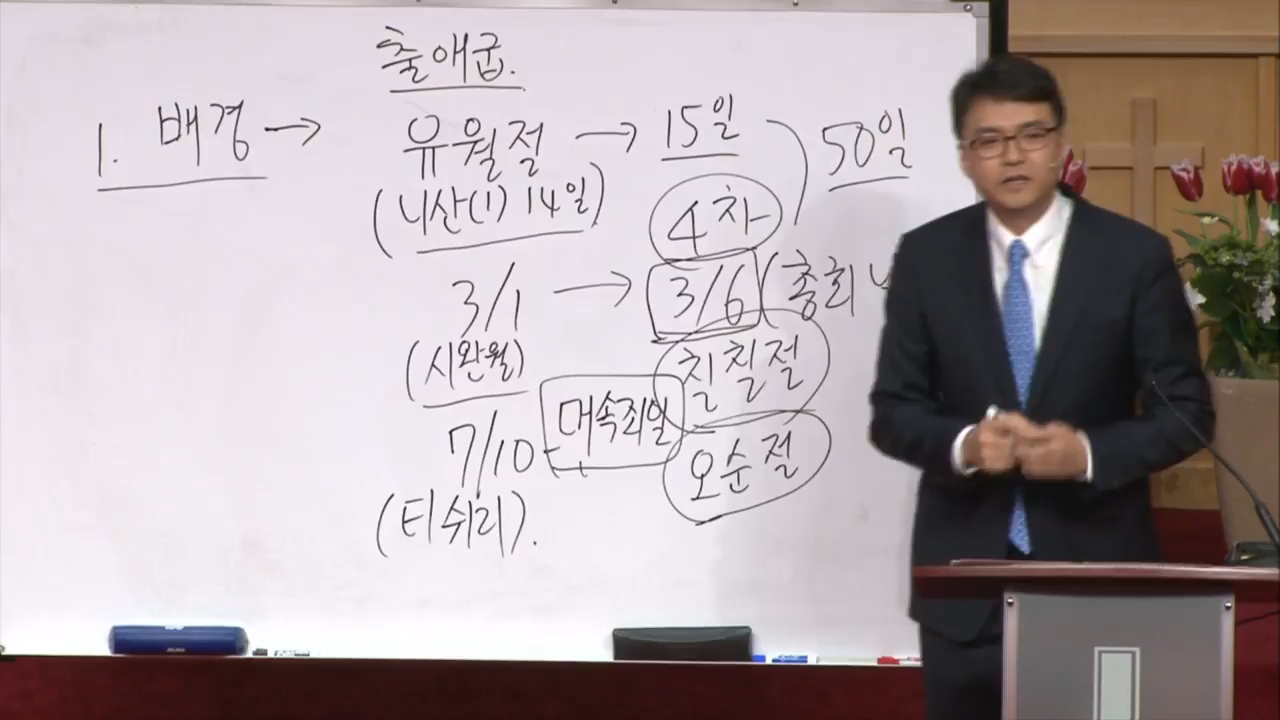 출애굽.
1. 배경 → 유월절 → 15일 ) 50일
(니산(1) 14일) 4차
3/1 → 3/6 (총회
(시완월) 칠칠절
7/10 대속죄일 오순절
(티쉬리).